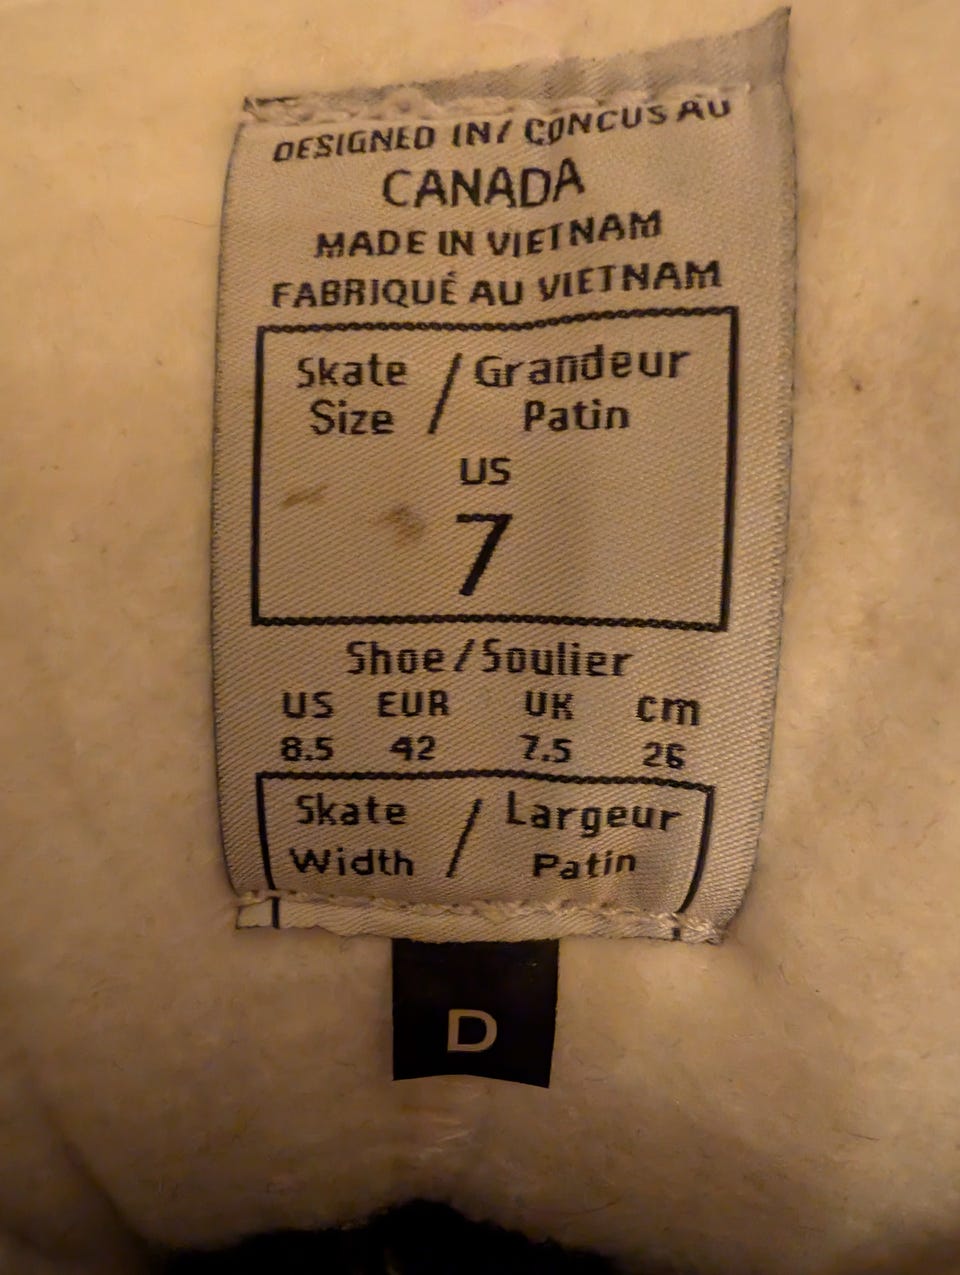 DESIGNED IN/ CONCUS AU
CANADA
MADE IN VIETNAM
FABRIQUÉ AU VIETNAM
Skate / Grandeur
Size Patin
US
7
Shoe/Soulier
US EUR UK cm
8.5 42 7.5 26
Skate / Largeur
Width Patin
D